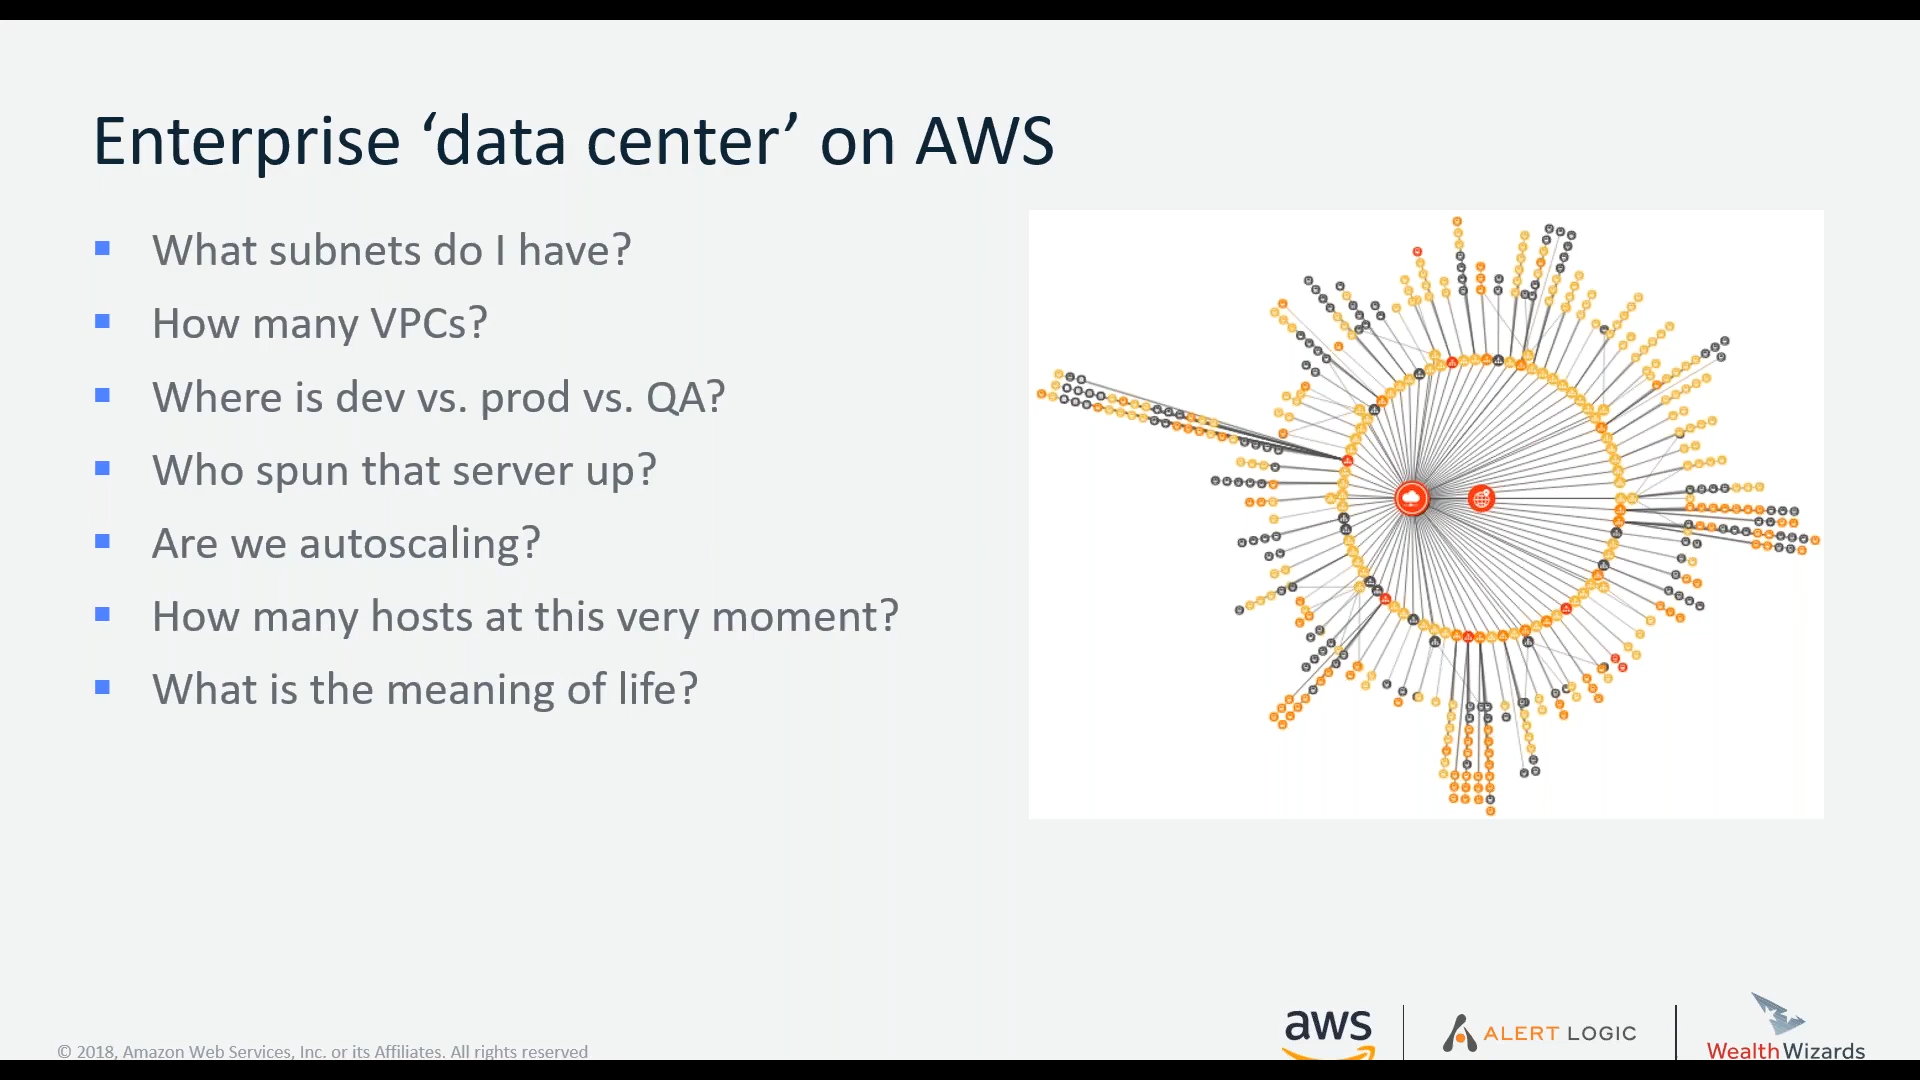 Enterprise ‘data center’ on AWS
What subnets do I have?
How many VPCs?
Where is dev vs. prod vs. QA?
Who spun that server up?
Are we autoscaling?
How many hosts at this very moment?
What is the meaning of life?
© 2018, Amazon Web Services, Inc. or its Affiliates. All rights reserved
aws
ALERT LOGIC
WealthWizards